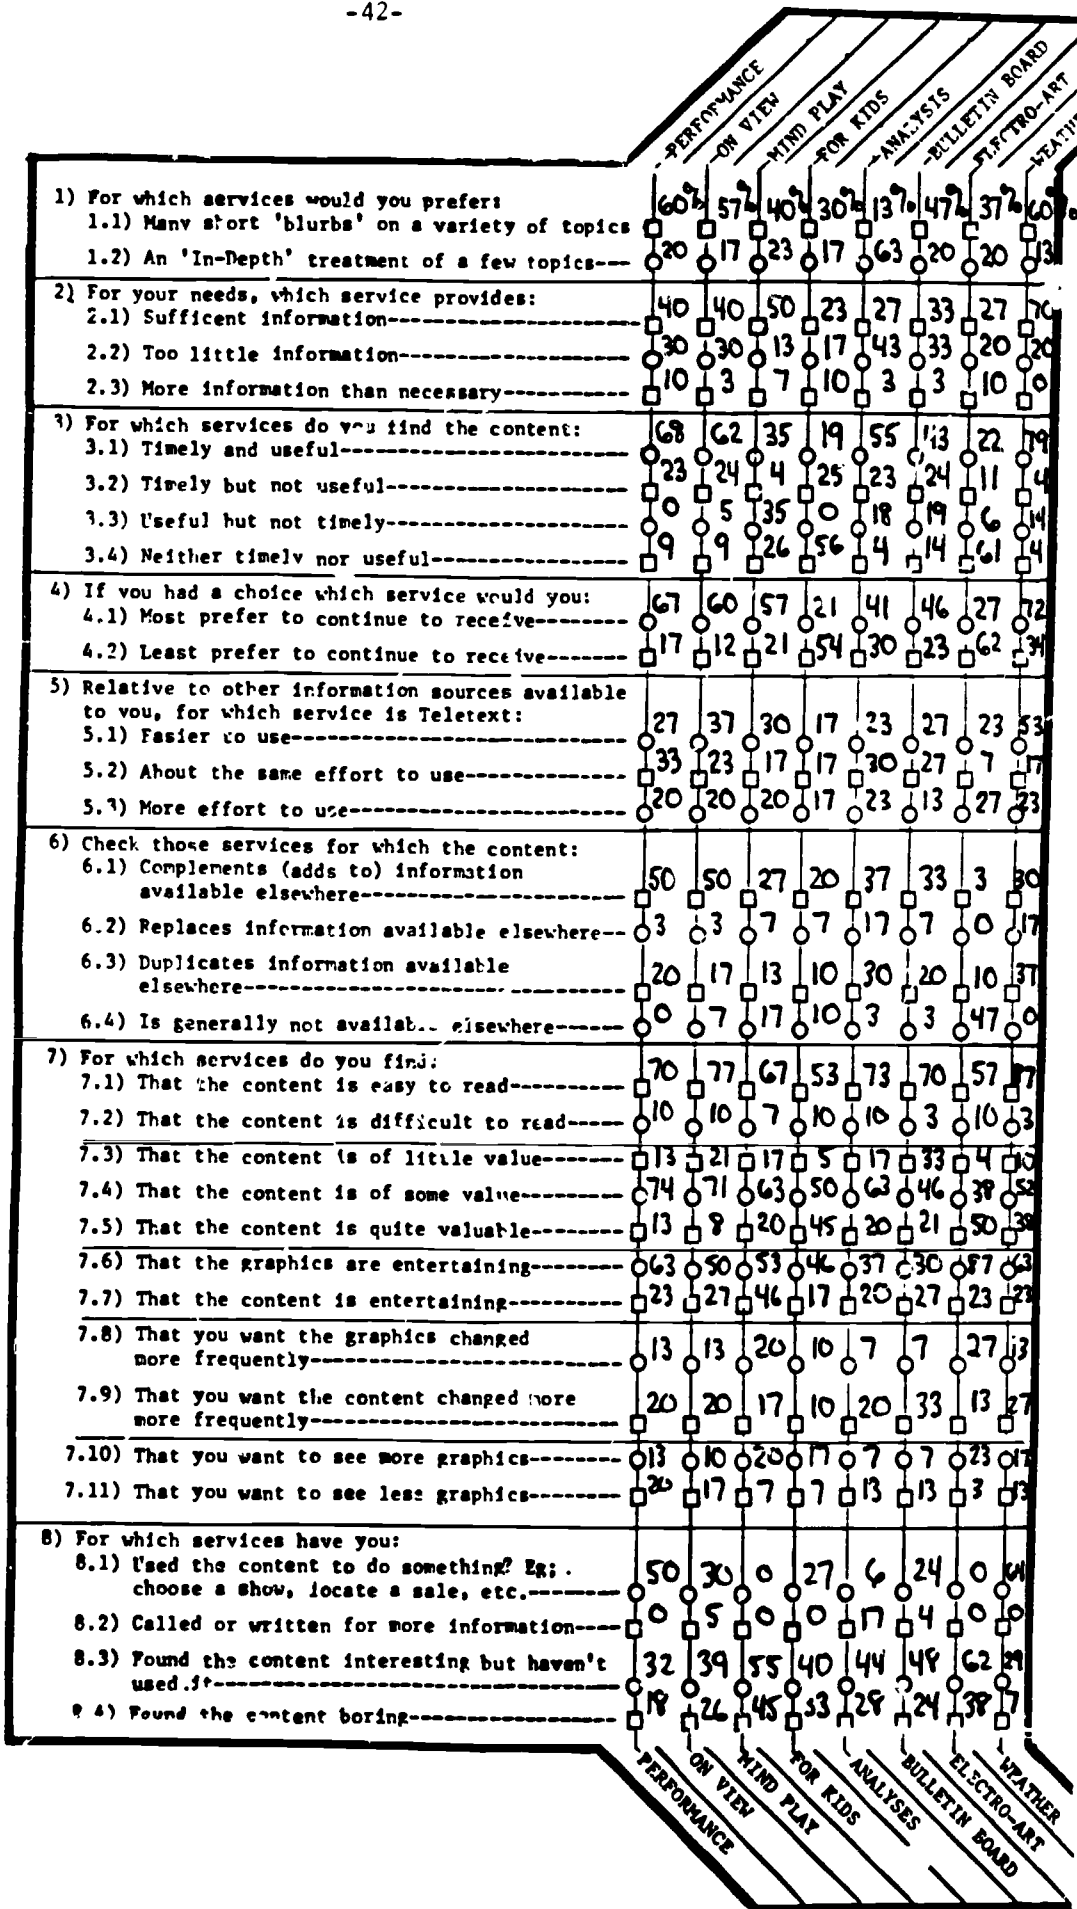 -42-
PERFORMANCE ON VIEW MIND PLAY FOR KIDS ANALYSIS BULLETIN BOARD ELECTRO-ART
1) For which services would you prefer:
1.1) Many short 'blurbs' on a variety of topics 60% 57% 40% 30% 13% 47% 37% 60%
1.2) An 'In-Depth' treatment of a few topics--- 20 17 23 17 63 20 20 13
2) For your needs, which service provides:
2.1) Sufficent information 40 40 50 23 27 33 27 70
2.2) Too little information 30 30 13 17 43 33 20 20
2.3) More information than necessary 10 3 7 10 3 3 10 0
3) For which services do you find the content:
3.1) Timely and useful 68 62 35 19 55 22 79
3.2) Timely but not useful 23 24 4 25 23 24 11 4
3.3) Useful but not timely 0 5 35 0 18 19 6 14
3.4) Neither timely nor useful 9 9 26 56 4 14 61 4
4) If you had a choice which service would you:
4.1) Most prefer to continue to receive 67 60 57 21 41 46 27 72
4.2) Least prefer to continue to receive 17 12 21 54 30 23 62 34
5) Relative to other information sources available
to you, for which service is Teletext:
5.1) Easier to use 27 37 30 17 23 27 23 53
5.2) About the same effort to use 33 23 17 17 30 27 7 17
5.3) More effort to use 20 20 20 17 23 13 27 23
6) Check those services for which the content:
6.1) Complements (adds to) information
available elsewhere 50 50 27 20 37 33 3 30
6.2) Replaces information available elsewhere-- 3 3 7 7 17 7 0 17
6.3) Duplicates information available
elsewhere 20 17 13 10 30 20 10 37
6.4) Is generally not available elsewhere 0 7 17 10 3 3 47 0
7) For which services do you find:
7.1) That the content is easy to read 70 77 67 53 73 70 57
7.2) That the content is difficult to read 10 10 7 10 10 3 10 3
7.3) That the content is of little value 13 21 17 5 17 33 4 10
7.4) That the content is of some value 74 71 63 50 63 46 38 52
7.5) That the content is quite valuable 13 8 20 45 20 21 50 38
7.6) That the graphics are entertaining 63 50 53 46 37 30 87 63
7.7) That the content is entertaining 23 27 46 17 20 27 23 23
7.8) That you want the graphics changed
more frequently 13 13 20 10 7 7 27 13
7.9) That you want the content changed more
more frequently 20 20 17 10 20 33 13 27
7.10) That you want to see more graphics 13 10 20 17 7 7 23 17
7.11) That you want to see less graphics 20 17 7 7 13 13 3 13
8) For which services have you:
8.1) Used the content to do something? Eg;.
choose a show, locate a sale, etc. 50 30 0 27 6 24 0 64
8.2) Called or written for more information---- 0 5 0 0 17 4 0 0
8.3) Found the content interesting but haven't
used it 32 39 55 40 44 48 62 29
8.4) Found the content boring 18 26 45 33 28 24 38 7
PERFORMANCE ON VIEW MIND PLAY FOR KIDS ANALYSES BULLETIN BOARD ELECTRO-ART WEATHER